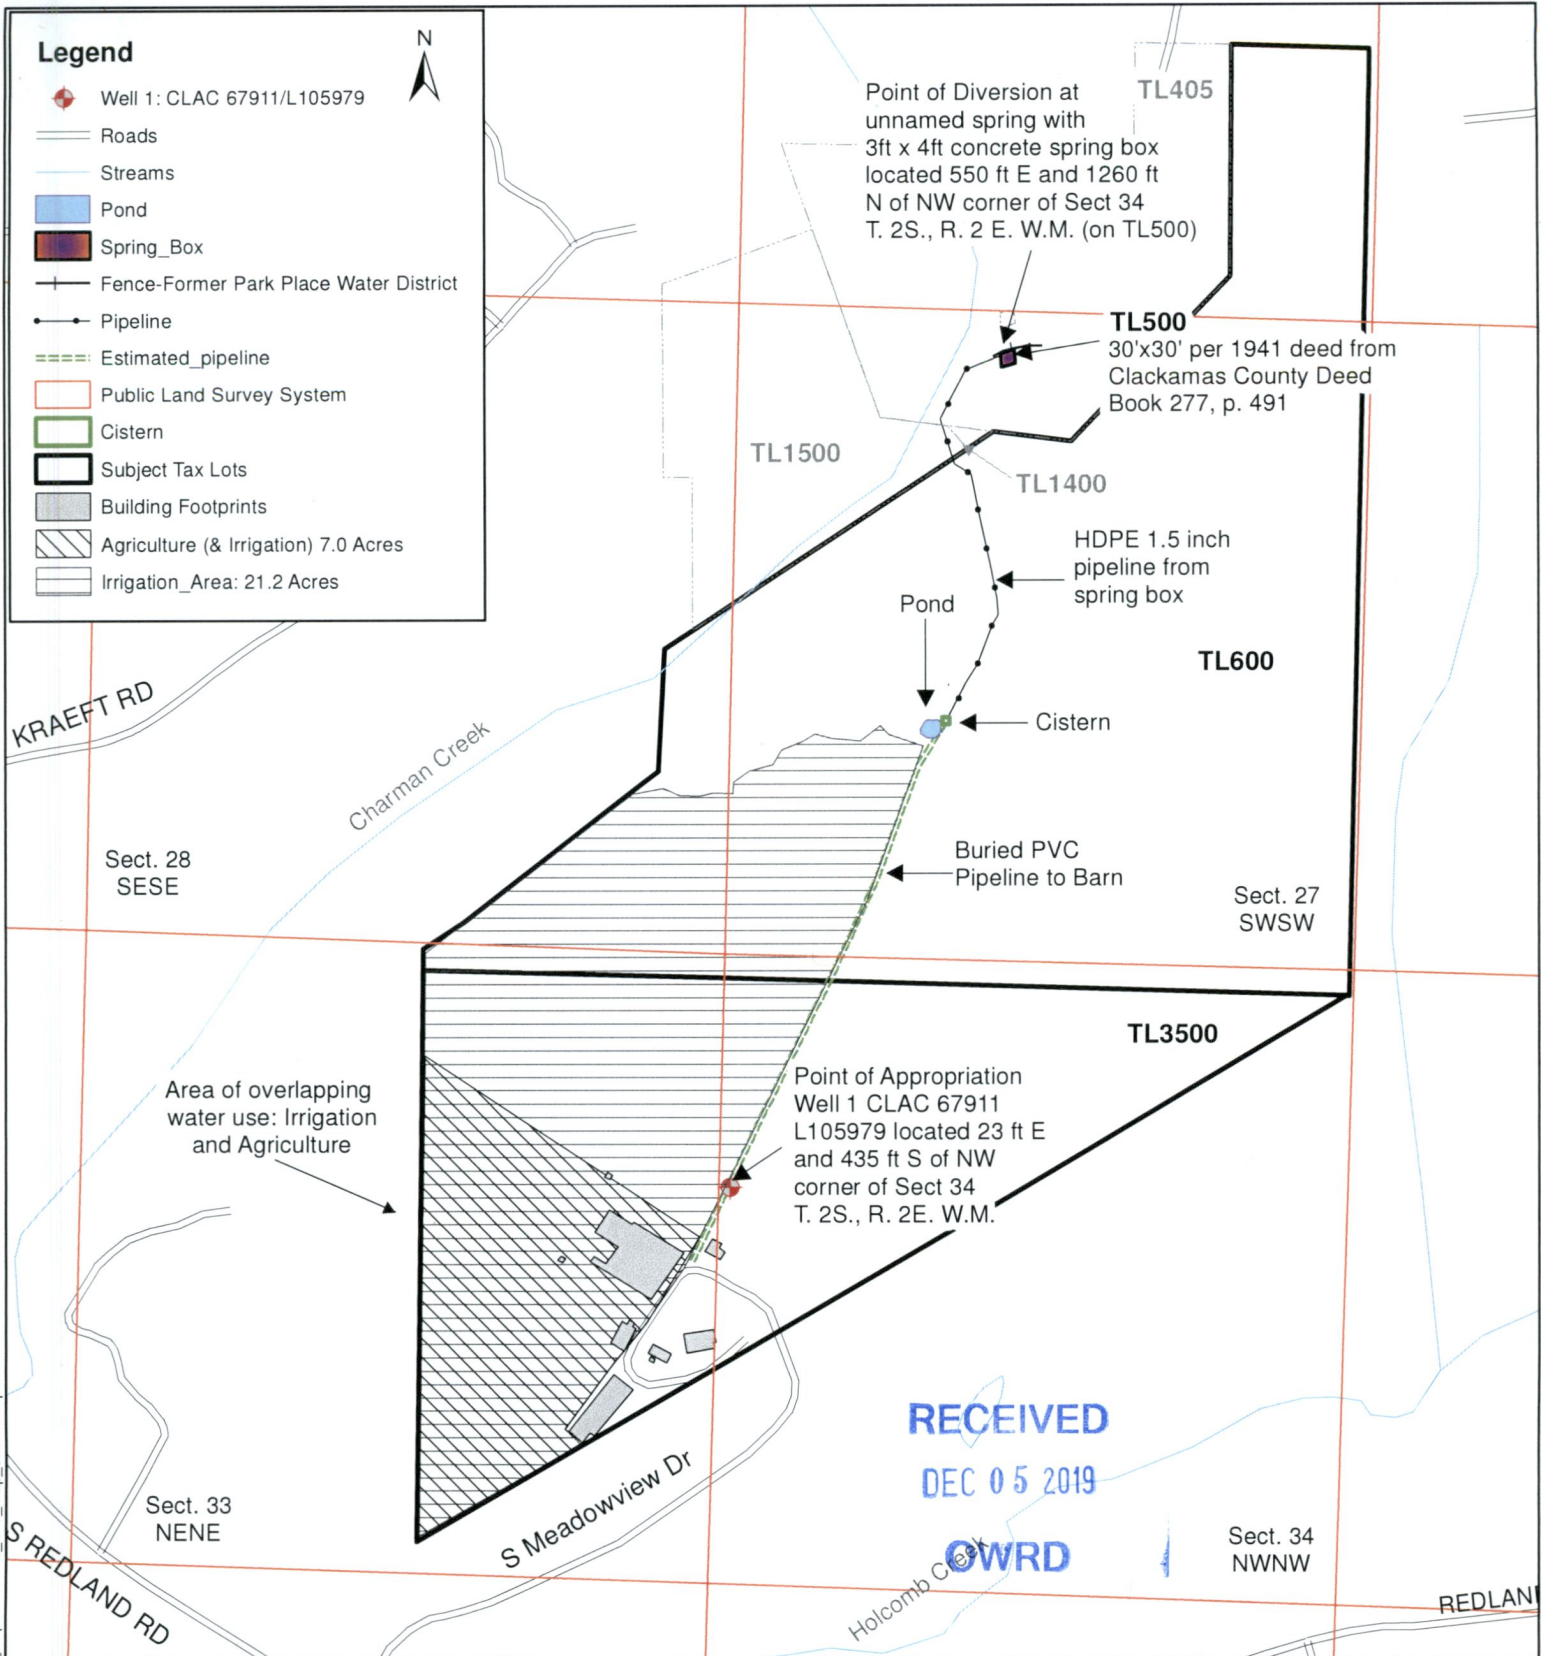 Legend
N
Well 1: CLAC 67911/L105979
Roads
Streams
Pond
Spring_Box
Fence-Former Park Place Water District
Pipeline
Estimated_pipeline
Public Land Survey System
Cistern
Subject Tax Lots
Building Footprints
Agriculture (& Irrigation) 7.0 Acres
Irrigation_Area: 21.2 Acres
Point of Diversion at
unnamed spring with
3ft x 4ft concrete spring box
located 550 ft E and 1260 ft
N of NW corner of Sect 34
T. 2S., R. 2 E. W.M. (on TL500)
TL405
TL500
30'x30' per 1941 deed from
Clackamas County Deed
Book 277, p. 491
TL1500
TL1400
HDPE 1.5 inch
pipeline from
spring box
Pond
TL600
KRAEFT RD
Cistern
Charman Creek
Sect. 28
SESE
Buried PVC
Pipeline to Barn
Sect. 27
SWSW
TL3500
Area of overlapping
water use: Irrigation
and Agriculture
Point of Appropriation
Well 1 CLAC 67911
L105979 located 23 ft E
and 435 ft S of NW
corner of Sect 34
T. 2S., R. 2E. W.M.
RECEIVED
DEC 05 2019
OWRD
S Meadowview Dr
Sect. 33
NENE
S REDLAND RD
Holcomb Creek
Sect. 34
NWNW
REDLAN